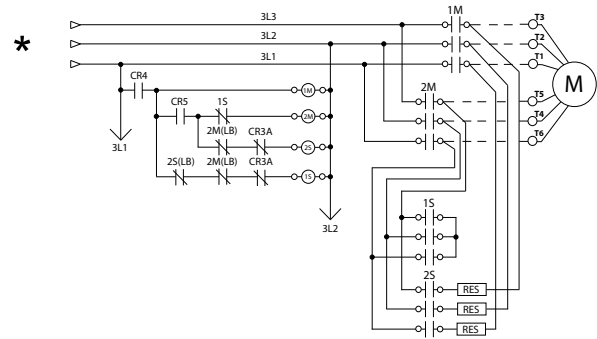 3L3 1M T3
* 3L2 T2
3L1 T1
M
CR4 2M T5
1M
CR5 1S 2M T4
3L1 2M(LB) CR3A 2S T6
2S(LB) 2M(LB) CR3A 1S
1S
3L2
2S
RES
RES
RES